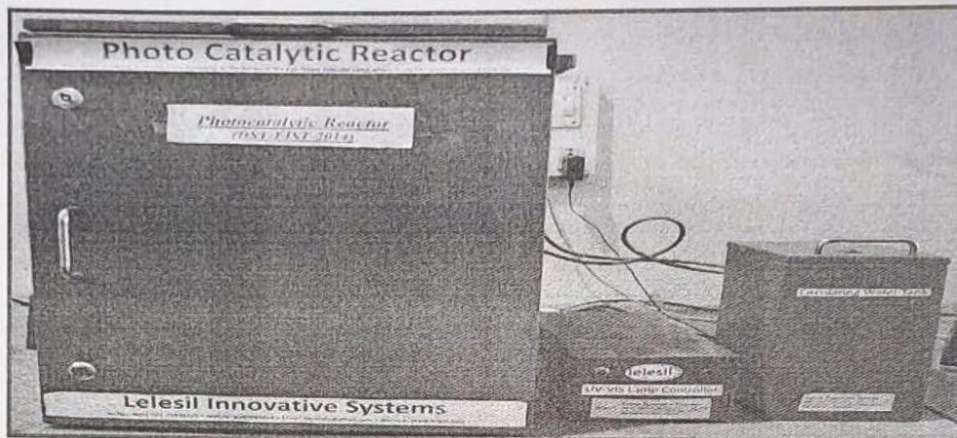 Photo Catalytic Reactor
Photocatalytic Reactor
(DST-FIST-2014)
Lelesil Innovative Systems
lelesil
UV-Vis Lamp Controller
Circulating Water Tank